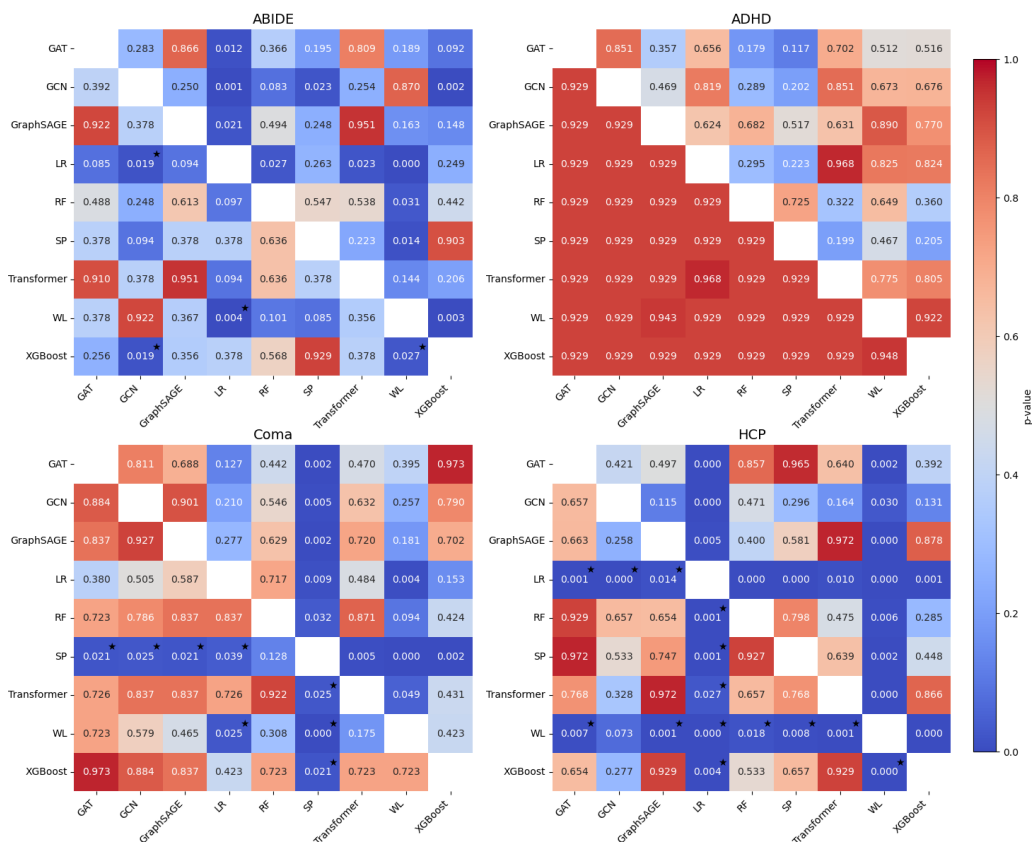 ABIDE
GAT 0.283 0.866 0.012 0.366 0.195 0.809 0.189 0.092
GCN 0.392 0.250 0.001 0.083 0.023 0.254 0.870 0.002
GraphSAGE 0.922 0.378 0.021 0.494 0.248 0.951 0.163 0.148
LR 0.085 0.019★ 0.094 0.027 0.263 0.023 0.000 0.249
RF 0.488 0.248 0.613 0.097 0.547 0.538 0.031 0.442
SP 0.378 0.094 0.378 0.378 0.636 0.223 0.014 0.903
Transformer 0.910 0.378 0.951 0.094 0.636 0.378 0.144 0.206
WL 0.378 0.922 0.367 0.004★ 0.101 0.085 0.356 0.003
XGBoost 0.256 0.019★ 0.356 0.378 0.568 0.929 0.378 0.027★
GAT GCN GraphSAGE LR RF SP Transformer WL XGBoost
ADHD
GAT 0.851 0.357 0.656 0.179 0.117 0.702 0.512 0.516
GCN 0.929 0.469 0.819 0.289 0.202 0.851 0.673 0.676
GraphSAGE 0.929 0.929 0.624 0.682 0.517 0.631 0.890 0.770
LR 0.929 0.929 0.929 0.295 0.223 0.968 0.825 0.824
RF 0.929 0.929 0.929 0.929 0.725 0.322 0.649 0.360
SP 0.929 0.929 0.929 0.929 0.929 0.199 0.467 0.205
Transformer 0.929 0.929 0.929 0.968 0.929 0.929 0.775 0.805
WL 0.929 0.929 0.943 0.929 0.929 0.929 0.929 0.922
XGBoost 0.929 0.929 0.929 0.929 0.929 0.929 0.929 0.948
GAT GCN GraphSAGE LR RF SP Transformer WL XGBoost
Coma
GAT 0.811 0.688 0.127 0.442 0.002 0.470 0.395 0.973
GCN 0.884 0.901 0.210 0.546 0.005 0.632 0.257 0.790
GraphSAGE 0.837 0.927 0.277 0.629 0.002 0.720 0.181 0.702
LR 0.380 0.505 0.587 0.717 0.009 0.484 0.004 0.153
RF 0.723 0.786 0.837 0.837 0.032 0.871 0.094 0.424
SP 0.021★ 0.025★ 0.021★ 0.039★ 0.128 0.005 0.000 0.002
Transformer 0.726 0.837 0.837 0.726 0.922 0.025★ 0.049 0.431
WL 0.723 0.579 0.465 0.025★ 0.308 0.000★ 0.175 0.423
XGBoost 0.973 0.884 0.837 0.423 0.723 0.021★ 0.723 0.723
GAT GCN GraphSAGE LR RF SP Transformer WL XGBoost
HCP
GAT 0.421 0.497 0.000 0.857 0.965 0.640 0.002 0.392
GCN 0.657 0.115 0.000 0.471 0.296 0.164 0.030 0.131
GraphSAGE 0.663 0.258 0.005 0.400 0.581 0.972 0.000 0.878
LR 0.001★ 0.000★ 0.014★ 0.000 0.000 0.010 0.000 0.001
RF 0.929 0.657 0.654 0.001★ 0.798 0.475 0.006 0.285
SP 0.972 0.533 0.747 0.001★ 0.927 0.639 0.002 0.448
Transformer 0.768 0.328 0.972 0.027★ 0.657 0.768 0.000 0.866
WL 0.007★ 0.073 0.001★ 0.000★ 0.018★ 0.008★ 0.001★ 0.000
XGBoost 0.654 0.277 0.929 0.004★ 0.533 0.657 0.929 0.000★
GAT GCN GraphSAGE LR RF SP Transformer WL XGBoost
1.0
0.8
0.6
0.4
0.2
0.0
p-value